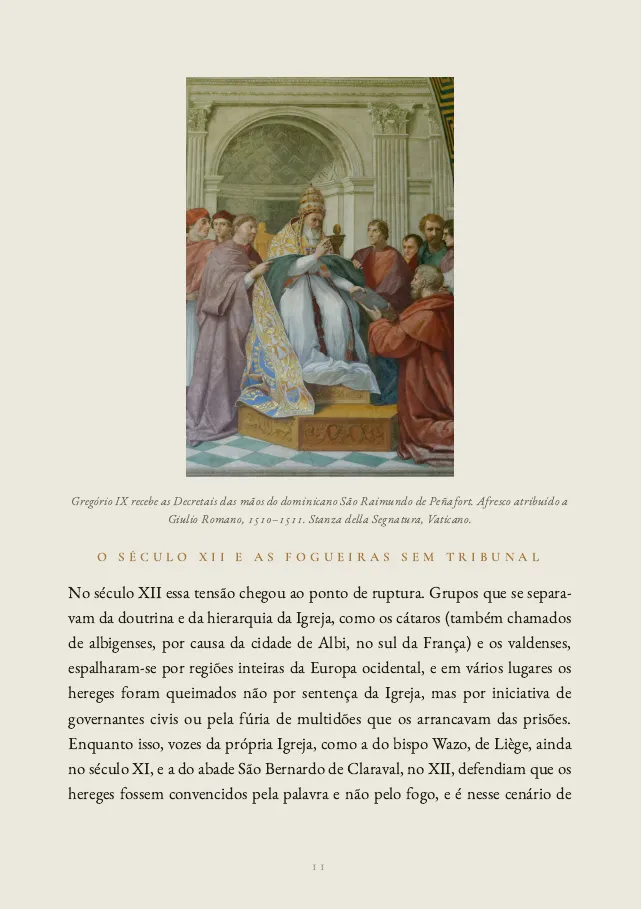 Gregório IX recebe as Decretais das mãos do dominicano São Raimundo de Peñafort. Afresco atribuído a
Giulio Romano, 1510–1511. Stanza della Segnatura, Vaticano.
O SÉCULO XII E AS FOGUEIRAS SEM TRIBUNAL
No século XII essa tensão chegou ao ponto de ruptura. Grupos que se separa-
vam da doutrina e da hierarquia da Igreja, como os cátaros (também chamados
de albigenses, por causa da cidade de Albi, no sul da França) e os valdenses,
espalharam-se por regiões inteiras da Europa ocidental, e em vários lugares os
hereges foram queimados não por sentença da Igreja, mas por iniciativa de
governantes civis ou pela fúria de multidões que os arrancavam das prisões.
Enquanto isso, vozes da própria Igreja, como a do bispo Wazo, de Liège, ainda
no século XI, e a do abade São Bernardo de Claraval, no XII, defendiam que os
hereges fossem convencidos pela palavra e não pelo fogo, e é nesse cenário de
11